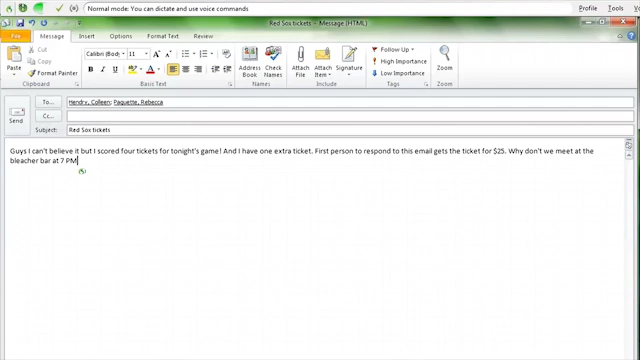 Normal mode: You can dictate and use voice commands
Profile Tools
Red Sox tickets - Message (HTML)
File Message Insert Options Format Text Review
Cut
Copy
Paste
Format Painter
Clipboard
Calibri (Body) 11
B I U
Basic Text
Address Book
Check Names
Names
Attach File
Attach Item
Signature
Include
Follow Up
High Importance
Low Importance
Tags
Zoom
Zoom
Send
To... Hendry, Colleen; Paquette, Rebecca
Cc...
Subject: Red Sox tickets
Guys I can't believe it but I scored four tickets for tonight's game! And I have one extra ticket. First person to respond to this email gets the ticket for $25. Why don't we meet at the
bleacher bar at 7 PM